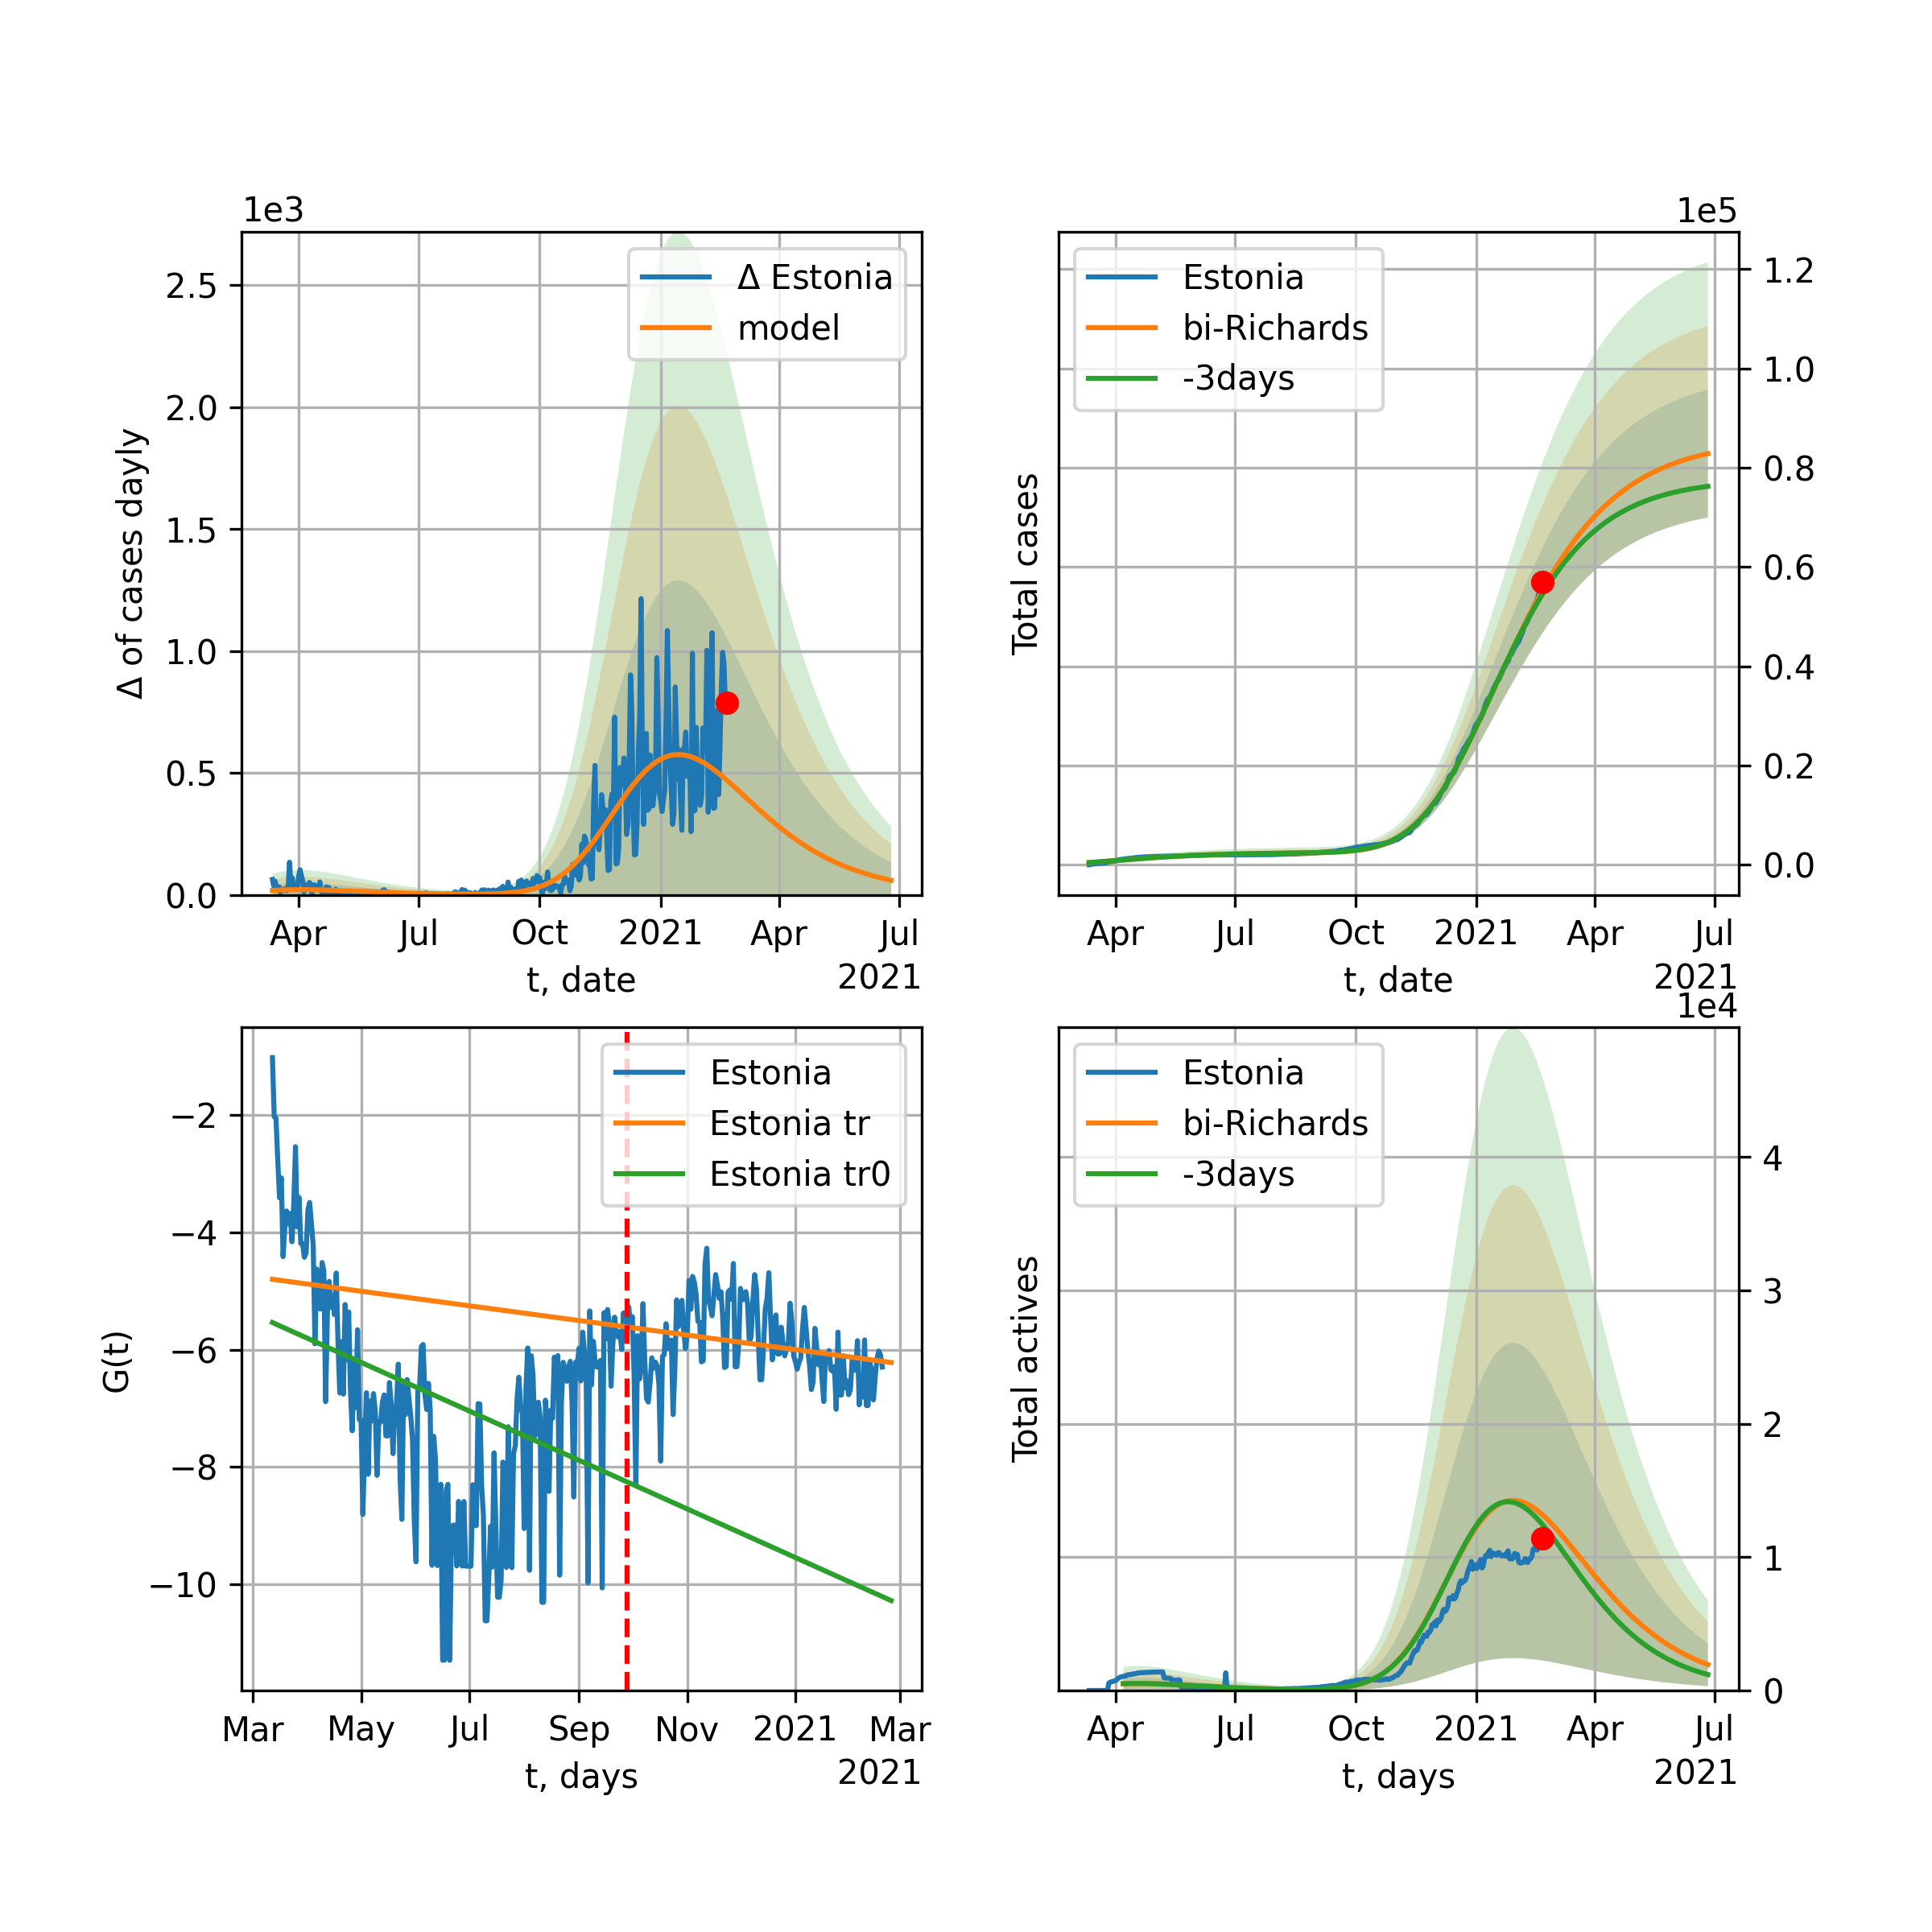 1e3
2.5
2.0
1.5
1.0
0.5
0.0
Δ of cases dayly
Δ Estonia
model
Apr Jul Oct 2021 Apr Jul
t, date
2021
1e5
Estonia
bi-Richards
-3days
Total cases
1.2
1.0
0.8
0.6
0.4
0.2
0.0
Apr Jul Oct 2021 Apr Jul
t, date
2021
−2
−4
−6
−8
−10
G(t)
Estonia
Estonia tr
Estonia tr0
Mar May Jul Sep Nov 2021 Mar
t, days
2021
1e4
Estonia
bi-Richards
-3days
Total actives
4
3
2
1
0
Apr Jul Oct 2021 Apr Jul
t, days
2021